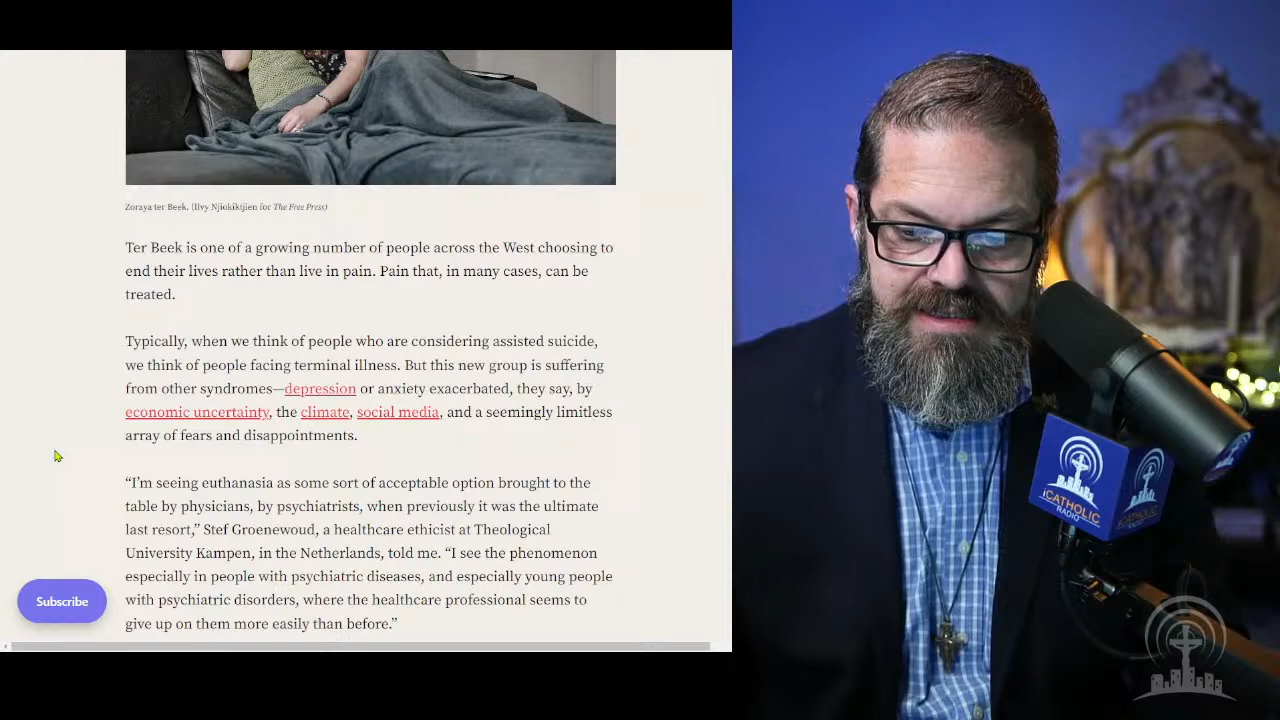 Zoraya ter Beek. (Ilvy Njiokiktjien for The Free Press)
Ter Beek is one of a growing number of people across the West choosing to
end their lives rather than live in pain. Pain that, in many cases, can be
treated.
Typically, when we think of people who are considering assisted suicide,
we think of people facing terminal illness. But this new group is suffering
from other syndromes—depression or anxiety exacerbated, they say, by
economic uncertainty, the climate, social media, and a seemingly limitless
array of fears and disappointments.
“I’m seeing euthanasia as some sort of acceptable option brought to the
table by physicians, by psychiatrists, when previously it was the ultimate
last resort,” Stef Groenewoud, a healthcare ethicist at Theological
University Kampen, in the Netherlands, told me. “I see the phenomenon
especially in people with psychiatric diseases, and especially young people
with psychiatric disorders, where the healthcare professional seems to
give up on them more easily than before.”
Subscribe
iCATHOLIC
RADIO
iCATHOLIC
RADIO